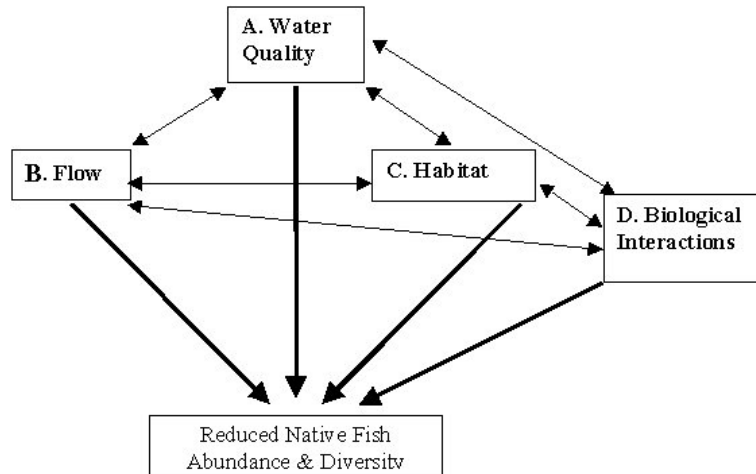 A. Water
Quality
B. Flow
C. Habitat
D. Biological
Interactions
Reduced Native Fish
Abundance & Diversity